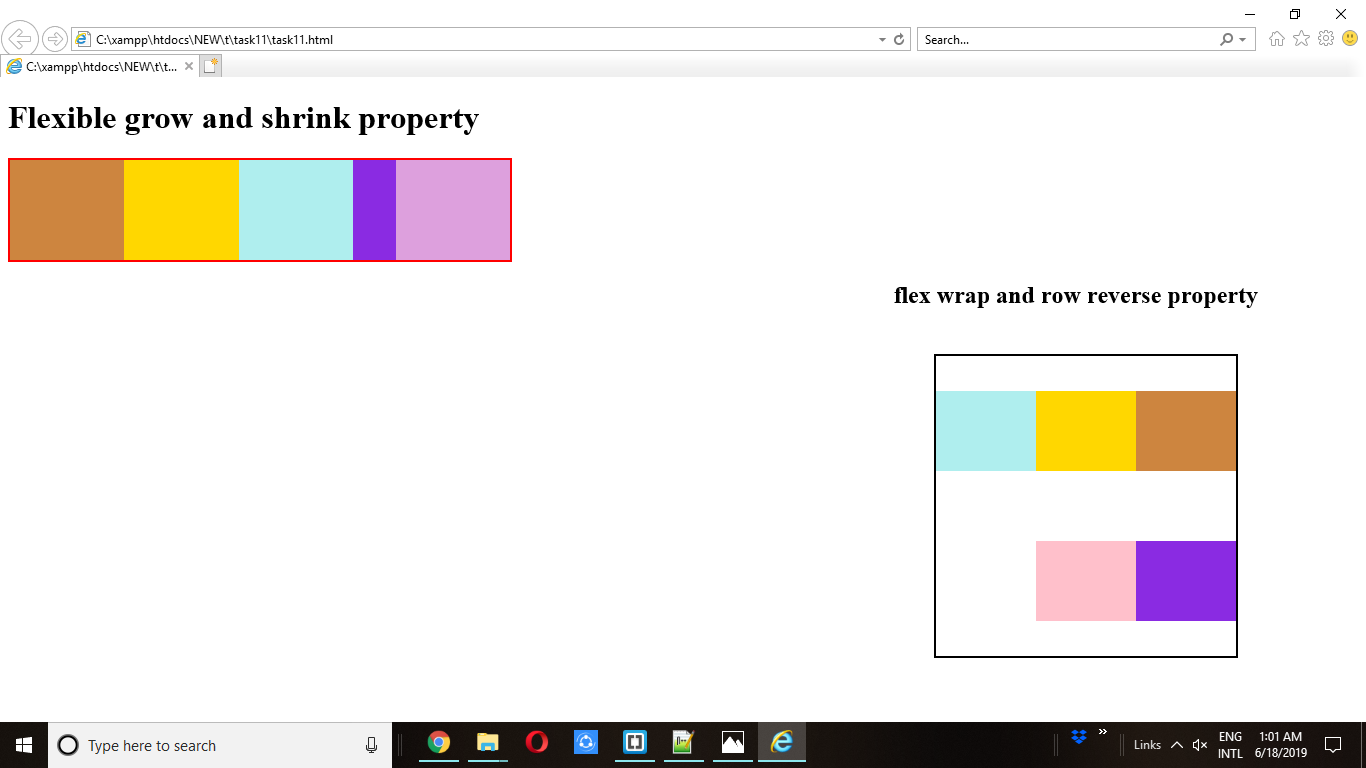 C:\xampp\htdocs\NEW\t\task11\task11.html
Search...
C:\xampp\htdocs\NEW\t\t...
Flexible grow and shrink property
flex wrap and row reverse property
Type here to search
Links
ENG
INTL
1:01 AM
6/18/2019